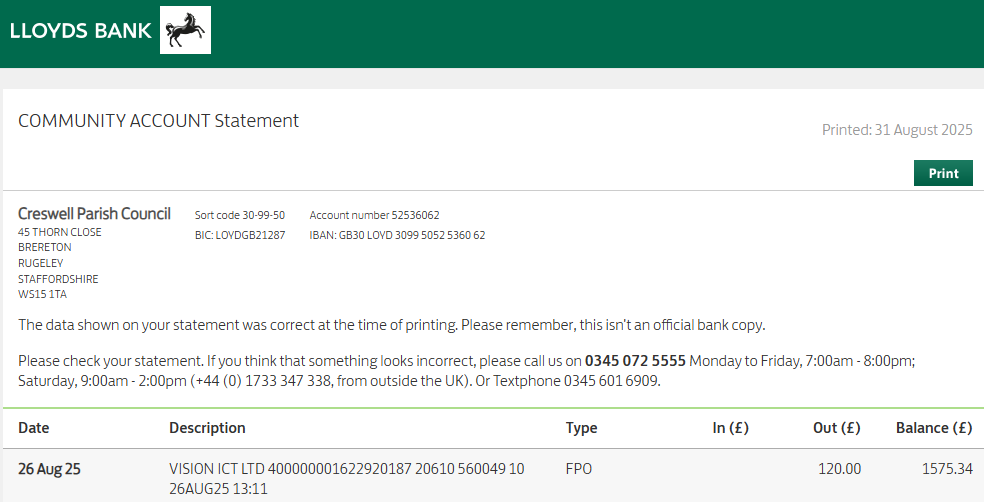 LLOYDS BANK
COMMUNITY ACCOUNT Statement
Printed: 31 August 2025
Print
Creswell Parish Council
45 THORN CLOSE
BRERETON
RUGELEY
STAFFORDSHIRE
WS15 1TA
Sort code 30-99-50 Account number 52536062
BIC: LOYDGB21287 IBAN: GB30 LOYD 3099 5052 5360 62
The data shown on your statement was correct at the time of printing. Please remember, this isn't an official bank copy.
Please check your statement. If you think that something looks incorrect, please call us on 0345 072 5555 Monday to Friday, 7:00am - 8:00pm;
Saturday, 9:00am - 2:00pm (+44 (0) 1733 347 338, from outside the UK). Or Textphone 0345 601 6909.
Date Description Type In (£) Out (£) Balance (£)
26 Aug 25 VISION ICT LTD 400000001622920187 20610 560049 10 FPO 120.00 1575.34
26AUG25 13:11